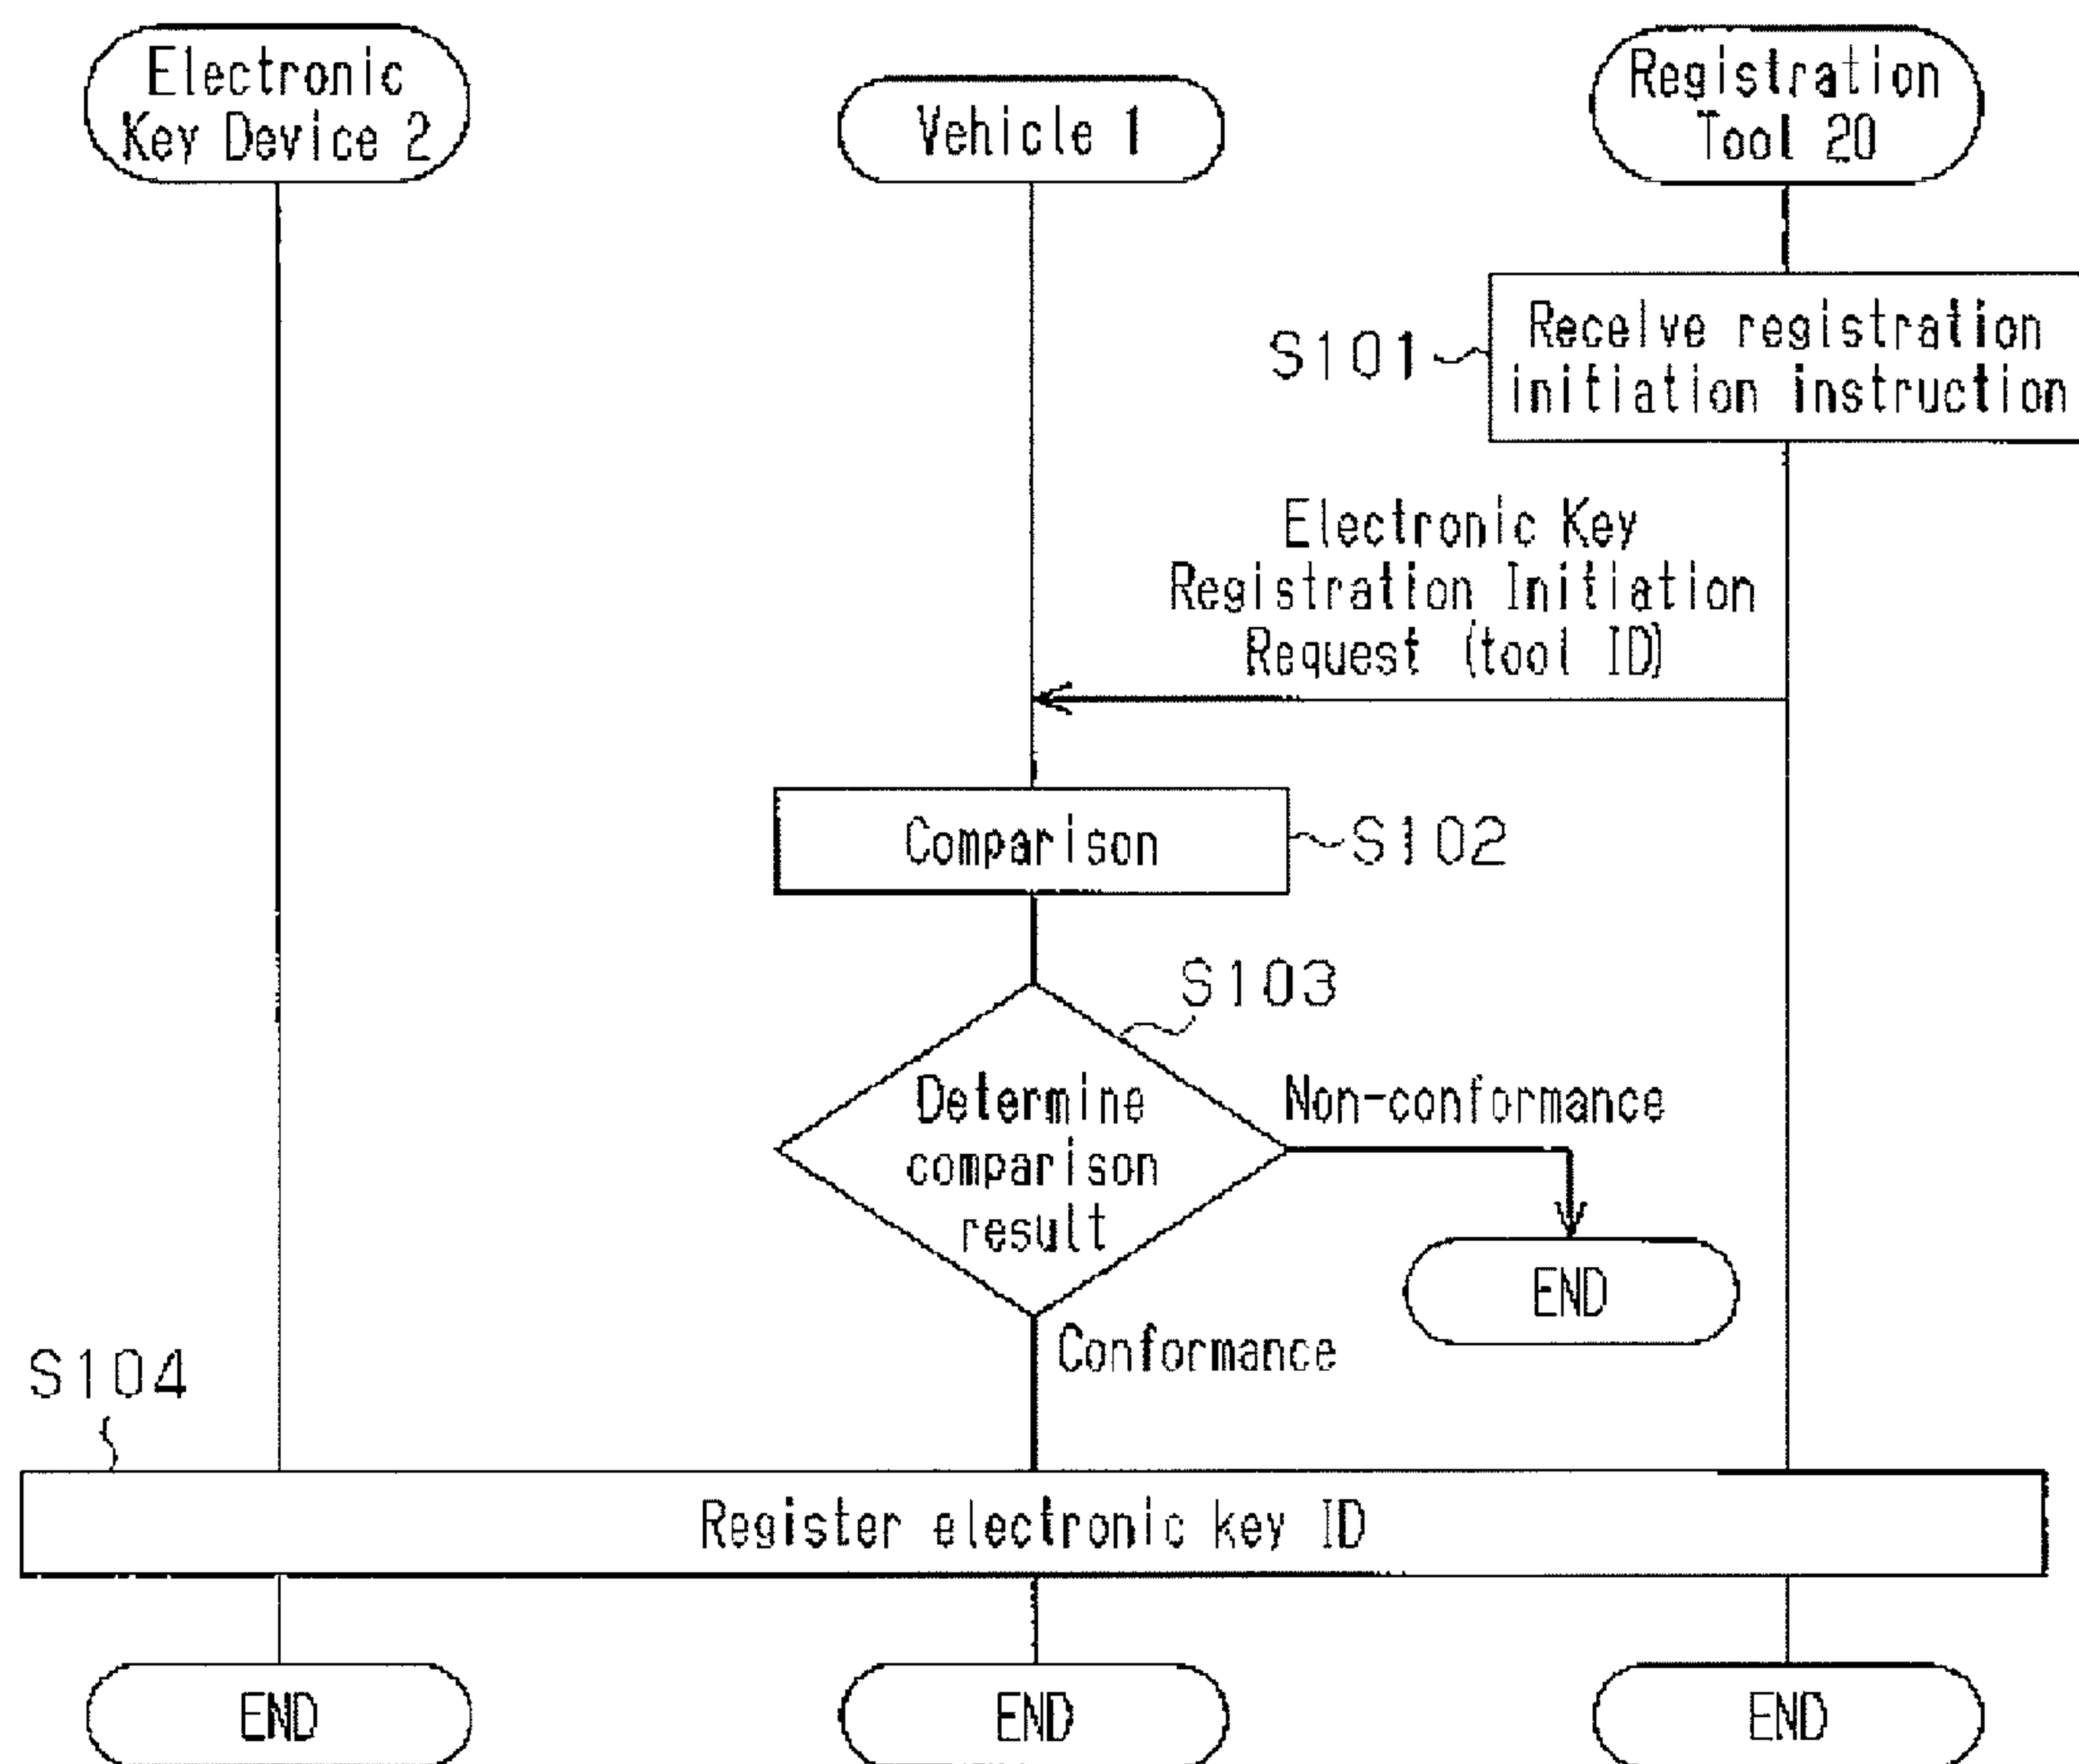 Electronic
Key Device 2
Vehicle 1
Registration
Tool 20
S101
Receive registration
initiation instruction
Electronic Key
Registration Initiation
Request (tool ID)
Comparison
S102
S103
Determine
comparison
result
Non-conformance
END
Conformance
S104
Register electronic key ID
END
END
END